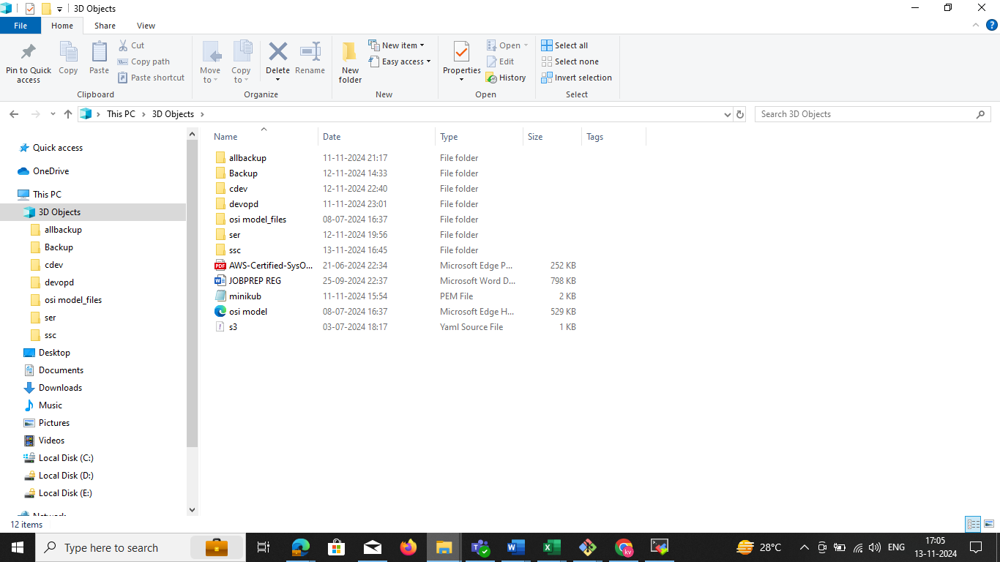 3D Objects
File Home Share View
Pin to Quick access
Copy
Paste
Cut
Copy path
Paste shortcut
Clipboard
Move to
Copy to
Delete
Rename
Organize
New folder
New item
Easy access
New
Properties
Open
Edit
History
Open
Select all
Select none
Invert selection
Select
This PC > 3D Objects >
Search 3D Objects
Quick access
OneDrive
This PC
3D Objects
allbackup
Backup
cdev
devopd
osi model_files
ser
ssc
Desktop
Documents
Downloads
Music
Pictures
Videos
Local Disk (C:)
Local Disk (D:)
Local Disk (E:)
Network
Name Date Type Size Tags
allbackup 11-11-2024 21:17 File folder
Backup 12-11-2024 14:33 File folder
cdev 12-11-2024 22:40 File folder
devopd 11-11-2024 23:01 File folder
osi model_files 08-07-2024 16:37 File folder
ser 12-11-2024 19:56 File folder
ssc 13-11-2024 16:45 File folder
PDF AWS-Certified-SysO... 21-06-2024 22:34 Microsoft Edge P... 252 KB
JOBPREP REG 25-09-2024 22:37 Microsoft Word D... 798 KB
minikub 11-11-2024 15:54 PEM File 2 KB
osi model 08-07-2024 16:37 Microsoft Edge H... 529 KB
s3 03-07-2024 18:17 Yaml Source File 1 KB
12 items
Type here to search
kv
28°C
ENG
17:05
13-11-2024